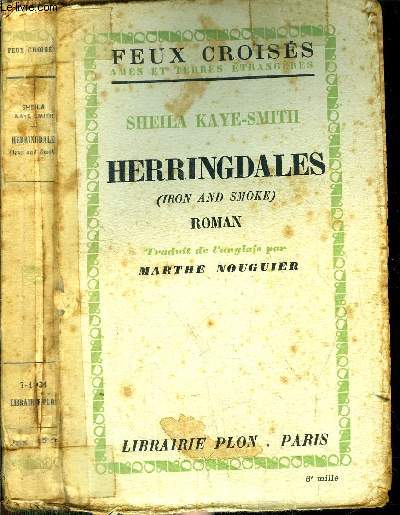 FEUX CROISÉS
AMES ET TERRES ÉTRANGÈRES
SHEILA KAYE-SMITH
HERRINGDALES
(IRON AND SMOKE)
ROMAN
Traduit de l'anglais par
MARTHE NOUGUIER
LIBRAIRIE PLON . PARIS
6e mille
FEUX CROISÉS
SHEILA
KAYE-SMITH
HERRINGDALES
(Iron and Smoke)
LIBRAIRIE PLON